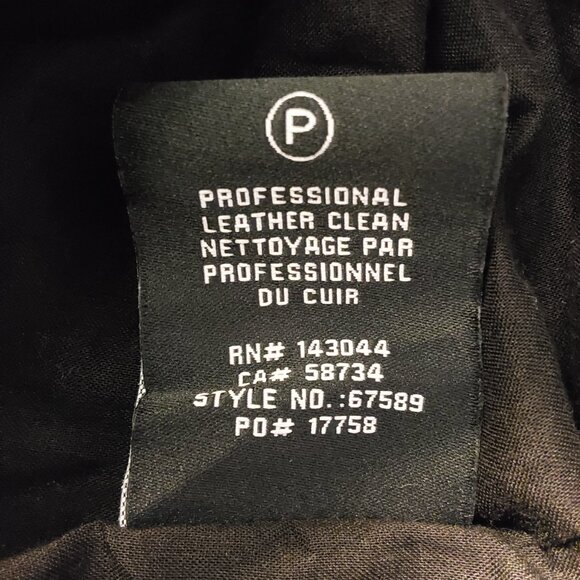 P
PROFESSIONAL
LEATHER CLEAN
NETTOYAGE PAR
PROFESSIONNEL
DU CUIR
RN# 143044
CA# 58734
STYLE NO.:67589
PO# 17758